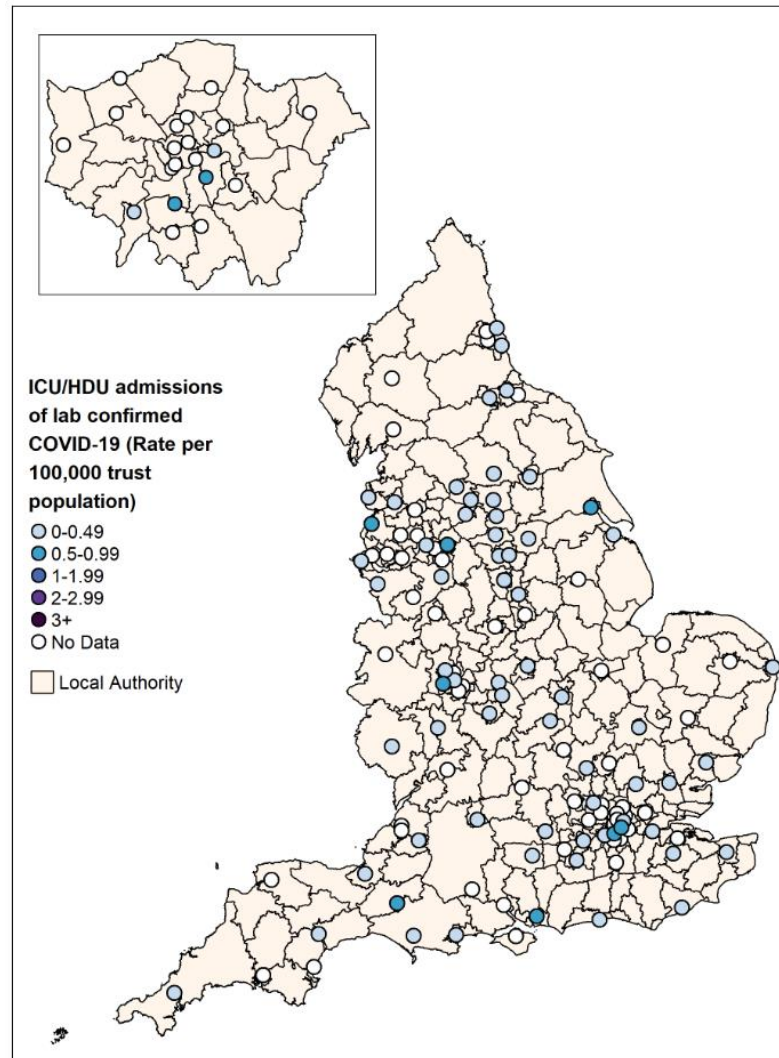 ICU/HDU admissions
of lab confirmed
COVID-19 (Rate per
100,000 trust
population)
0-0.49
0.5-0.99
1-1.99
2-2.99
3+
No Data
Local Authority